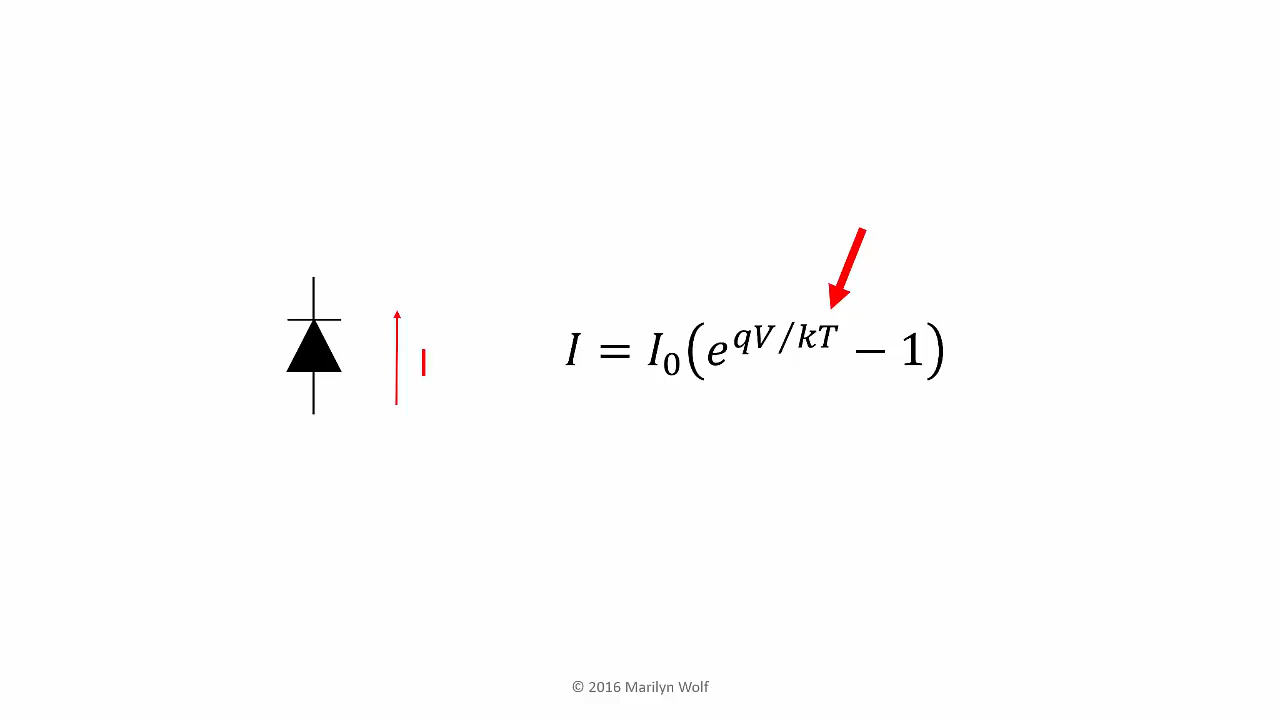 I
I = I₀(e^{qV/kT} − 1)
© 2016 Marilyn Wolf